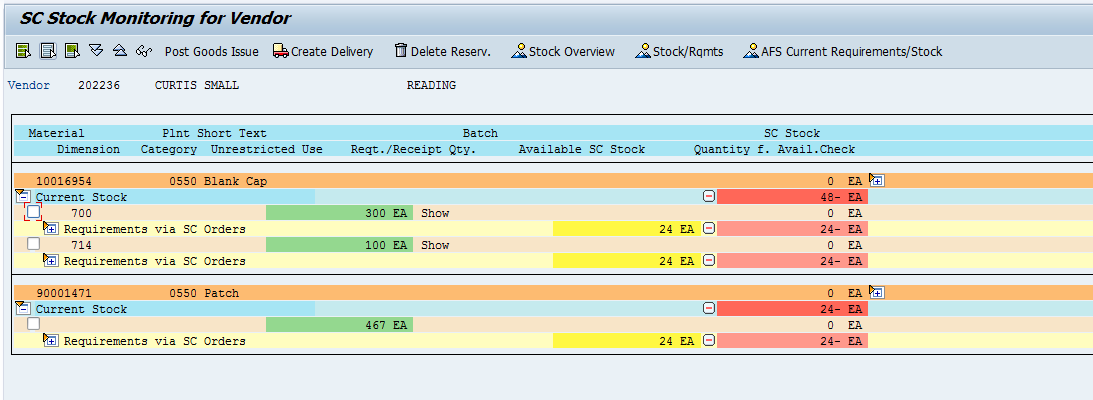 SC Stock Monitoring for Vendor
Post Goods Issue Create Delivery Delete Reserv. Stock Overview Stock/Rqmts AFS Current Requirements/Stock
Vendor 202236 CURTIS SMALL READING
Material Plnt Short Text Batch SC Stock
Dimension Category Unrestricted Use Reqt./Receipt Qty. Available SC Stock Quantity f. Avail.Check
10016954 0550 Blank Cap 0 EA
Current Stock 48- EA
700 300 EA Show 0 EA
Requirements via SC Orders 24 EA 24- EA
714 100 EA Show 0 EA
Requirements via SC Orders 24 EA 24- EA
90001471 0550 Patch 0 EA
Current Stock 24- EA
467 EA 0 EA
Requirements via SC Orders 24 EA 24- EA